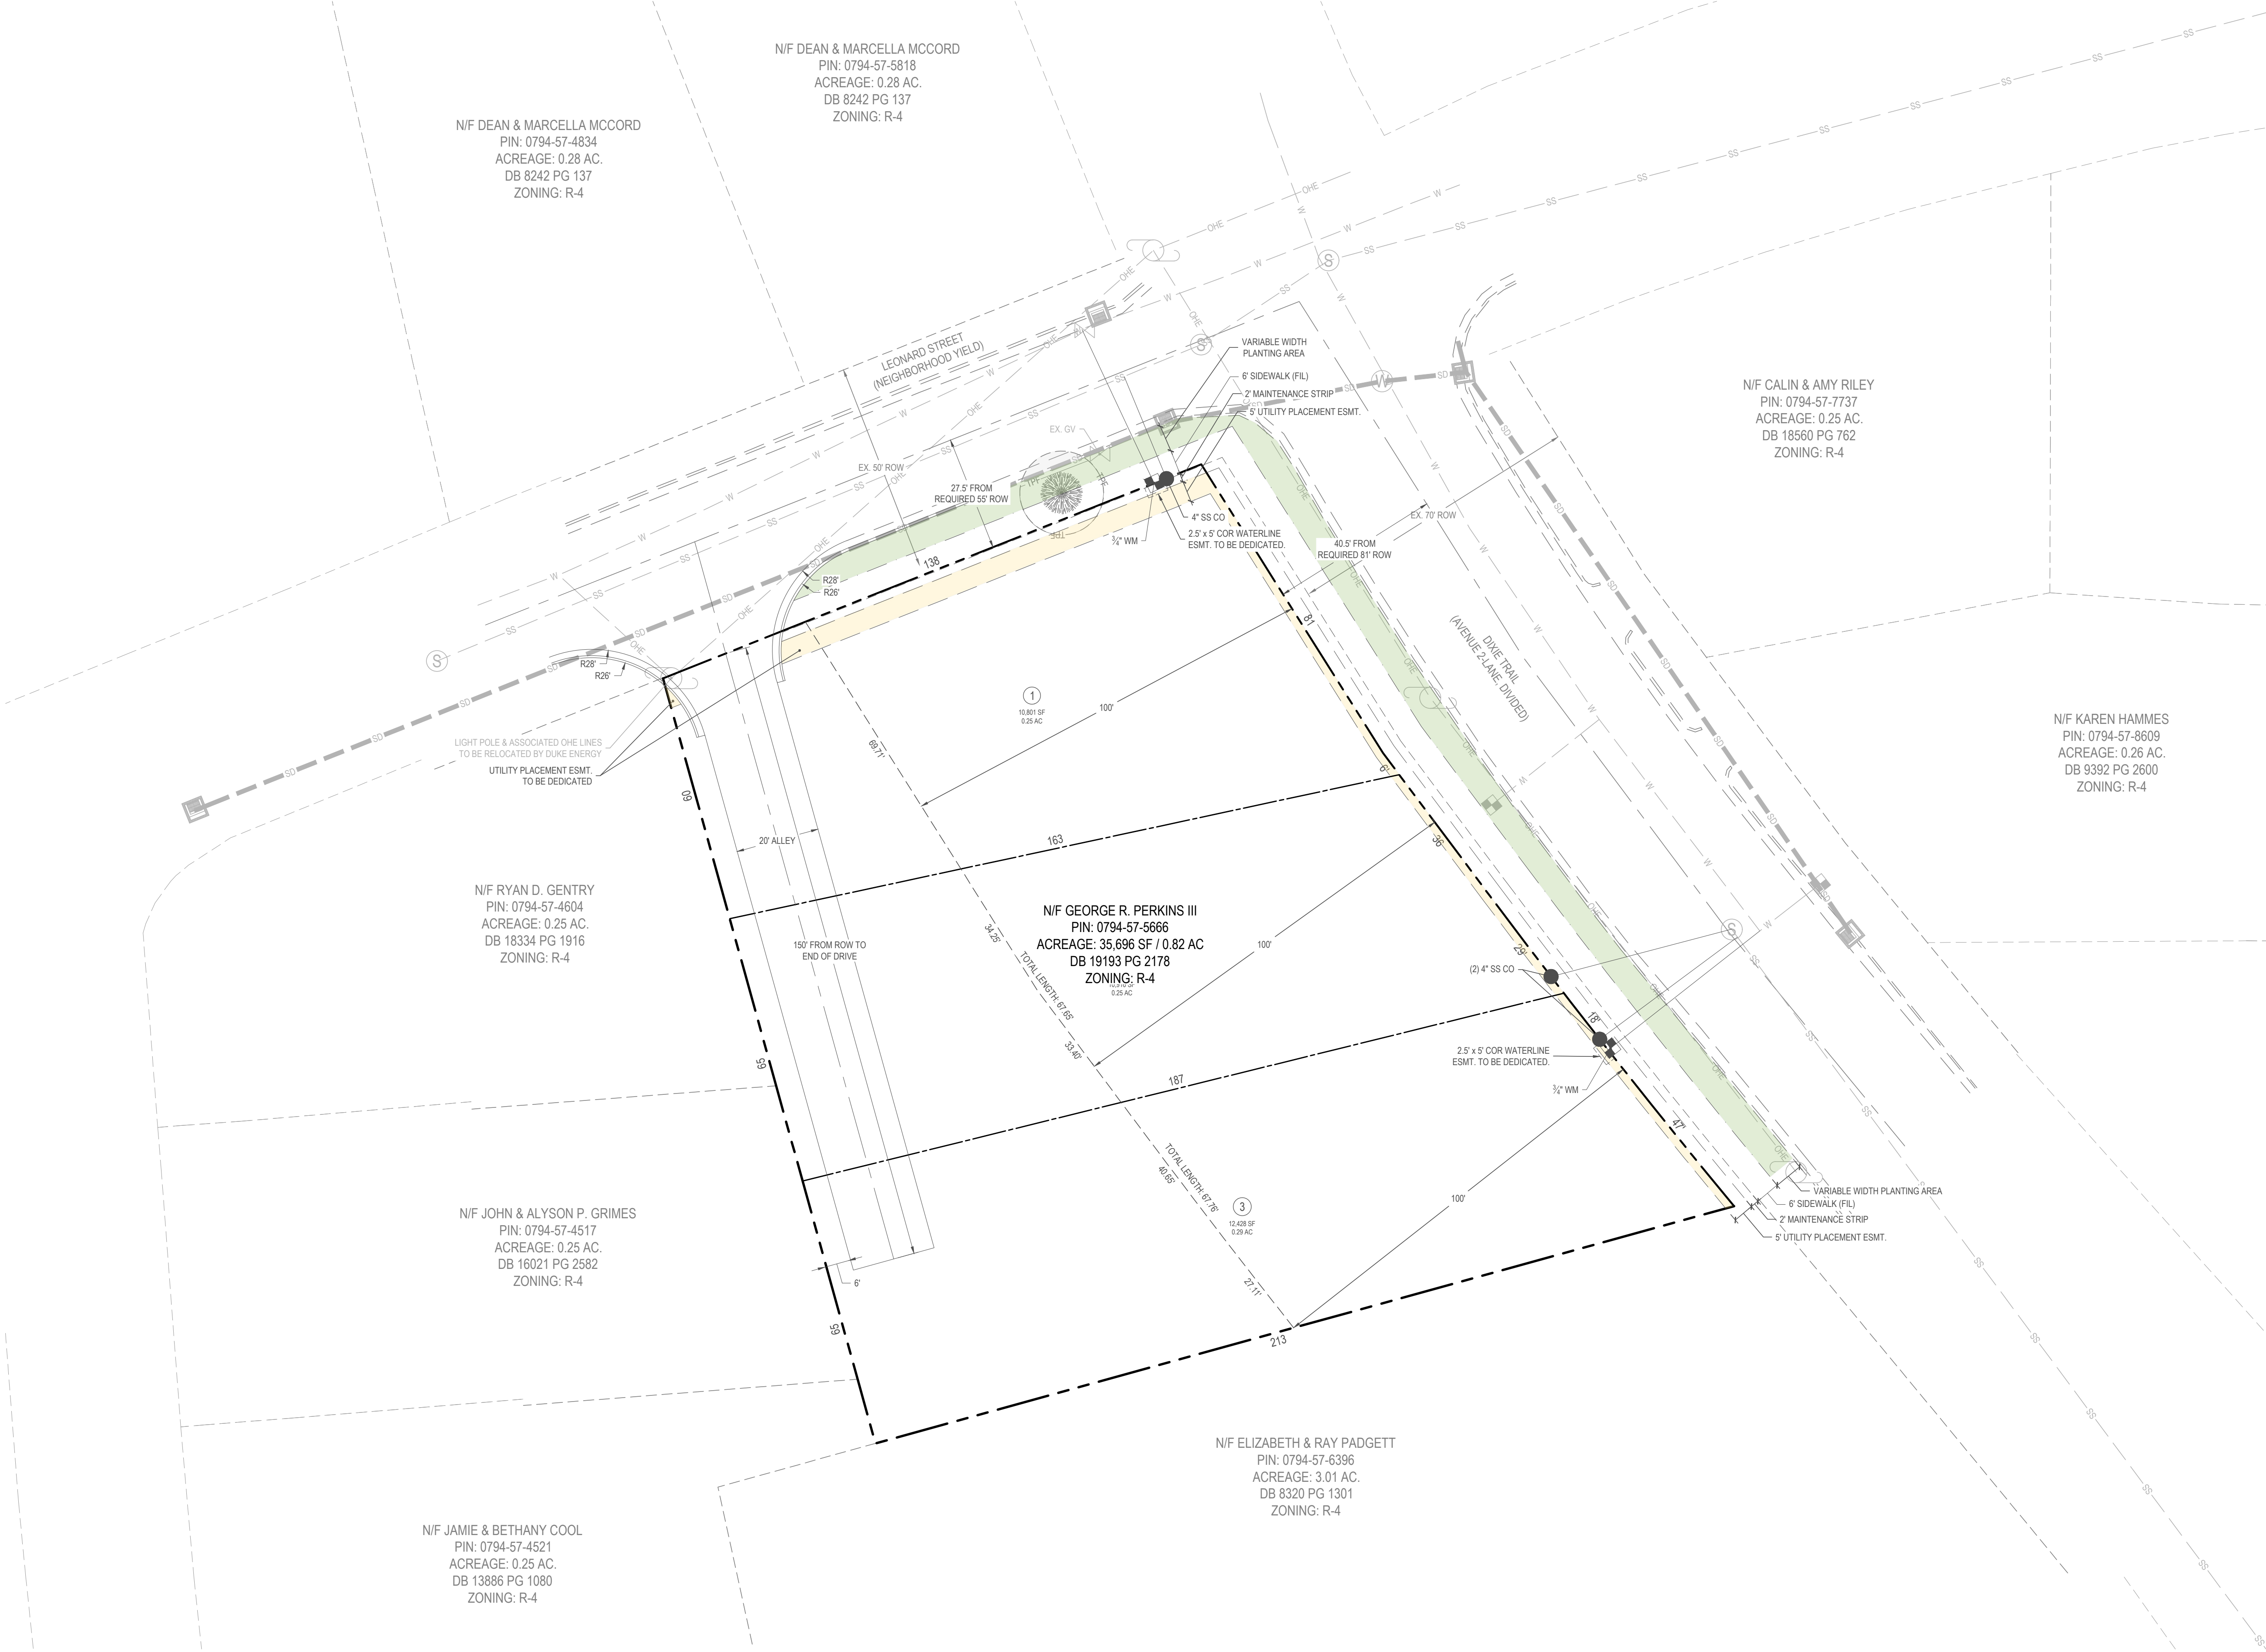 N/F DEAN & MARCELLA MCCORD
PIN: 0794-57-5818
ACREAGE: 0.28 AC.
DB 8242 PG 137
ZONING: R-4
N/F DEAN & MARCELLA MCCORD
PIN: 0794-57-4834
ACREAGE: 0.28 AC.
DB 8242 PG 137
ZONING: R-4
LEONARD STREET
(NEIGHBORHOOD YIELD)
VARIABLE WIDTH
PLANTING AREA
6' SIDEWALK (FIL)
2' MAINTENANCE STRIP
5' UTILITY PLACEMENT ESMT.
EX. GV
EX. 50' ROW
27.5' FROM
REQUIRED 55' ROW
4" SS CO
2.5' x 5' COR WATERLINE
ESMT. TO BE DEDICATED.
¾" WM
138
R28'
R26'
R28'
R26'
N/F CALIN & AMY RILEY
PIN: 0794-57-7737
ACREAGE: 0.25 AC.
DB 18560 PG 762
ZONING: R-4
EX. 70' ROW
40.5' FROM
REQUIRED 81' ROW
81
DIXIE TRAIL
(AVENUE 2-LANE, DIVIDED)
LIGHT POLE & ASSOCIATED OHE LINES
TO BE RELOCATED BY DUKE ENERGY
UTILITY PLACEMENT ESMT.
TO BE DEDICATED
1
10,801 SF
0.25 AC
100'
69.71'
6'
N/F KAREN HAMMES
PIN: 0794-57-8609
ACREAGE: 0.26 AC.
DB 9392 PG 2600
ZONING: R-4
60
20' ALLEY
163
36
N/F RYAN D. GENTRY
PIN: 0794-57-4604
ACREAGE: 0.25 AC.
DB 18334 PG 1916
ZONING: R-4
150' FROM ROW TO
END OF DRIVE
34.25'
TOTAL LENGTH: 67.65'
33.40'
N/F GEORGE R. PERKINS III
PIN: 0794-57-5666
ACREAGE: 35,696 SF / 0.82 AC
DB 19193 PG 2178
ZONING: R-4
0.25 AC
100'
29'
(2) 4" SS CO
18'
2.5' x 5' COR WATERLINE
ESMT. TO BE DEDICATED.
¾" WM
65
187
47'
TOTAL LENGTH: 67.76'
40.65'
3
12,428 SF
0.29 AC
100'
27.11'
VARIABLE WIDTH PLANTING AREA
6' SIDEWALK (FIL)
2' MAINTENANCE STRIP
5' UTILITY PLACEMENT ESMT.
N/F JOHN & ALYSON P. GRIMES
PIN: 0794-57-4517
ACREAGE: 0.25 AC.
DB 16021 PG 2582
ZONING: R-4
6'
65
213
N/F ELIZABETH & RAY PADGETT
PIN: 0794-57-6396
ACREAGE: 3.01 AC.
DB 8320 PG 1301
ZONING: R-4
N/F JAMIE & BETHANY COOL
PIN: 0794-57-4521
ACREAGE: 0.25 AC.
DB 13886 PG 1080
ZONING: R-4